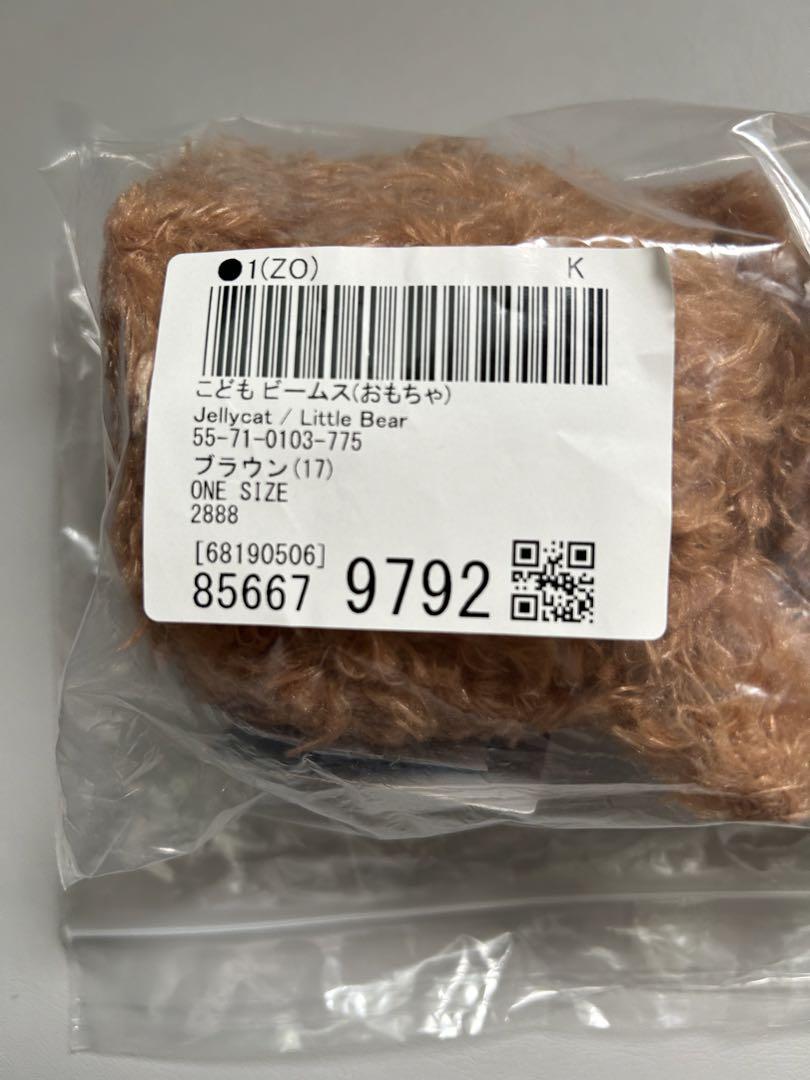 ●1(ZO) K
こども ビームス(おもちゃ)
Jellycat / Little Bear
55-71-0103-775
ブラウン(17)
ONE SIZE
2888
[68190506]
85667 9792